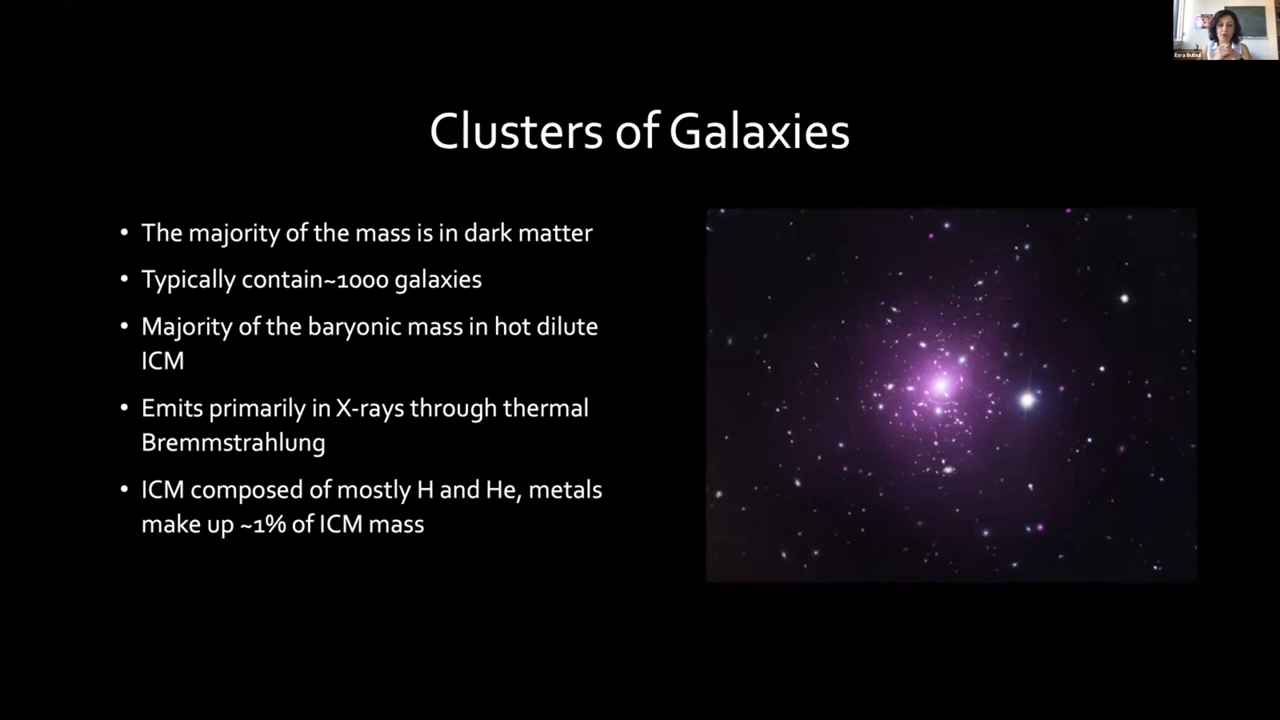 Esra Bulbul
Clusters of Galaxies
• The majority of the mass is in dark matter
• Typically contain~1000 galaxies
• Majority of the baryonic mass in hot dilute
ICM
• Emits primarily in X-rays through thermal
Bremmstrahlung
• ICM composed of mostly H and He, metals
make up ~1% of ICM mass